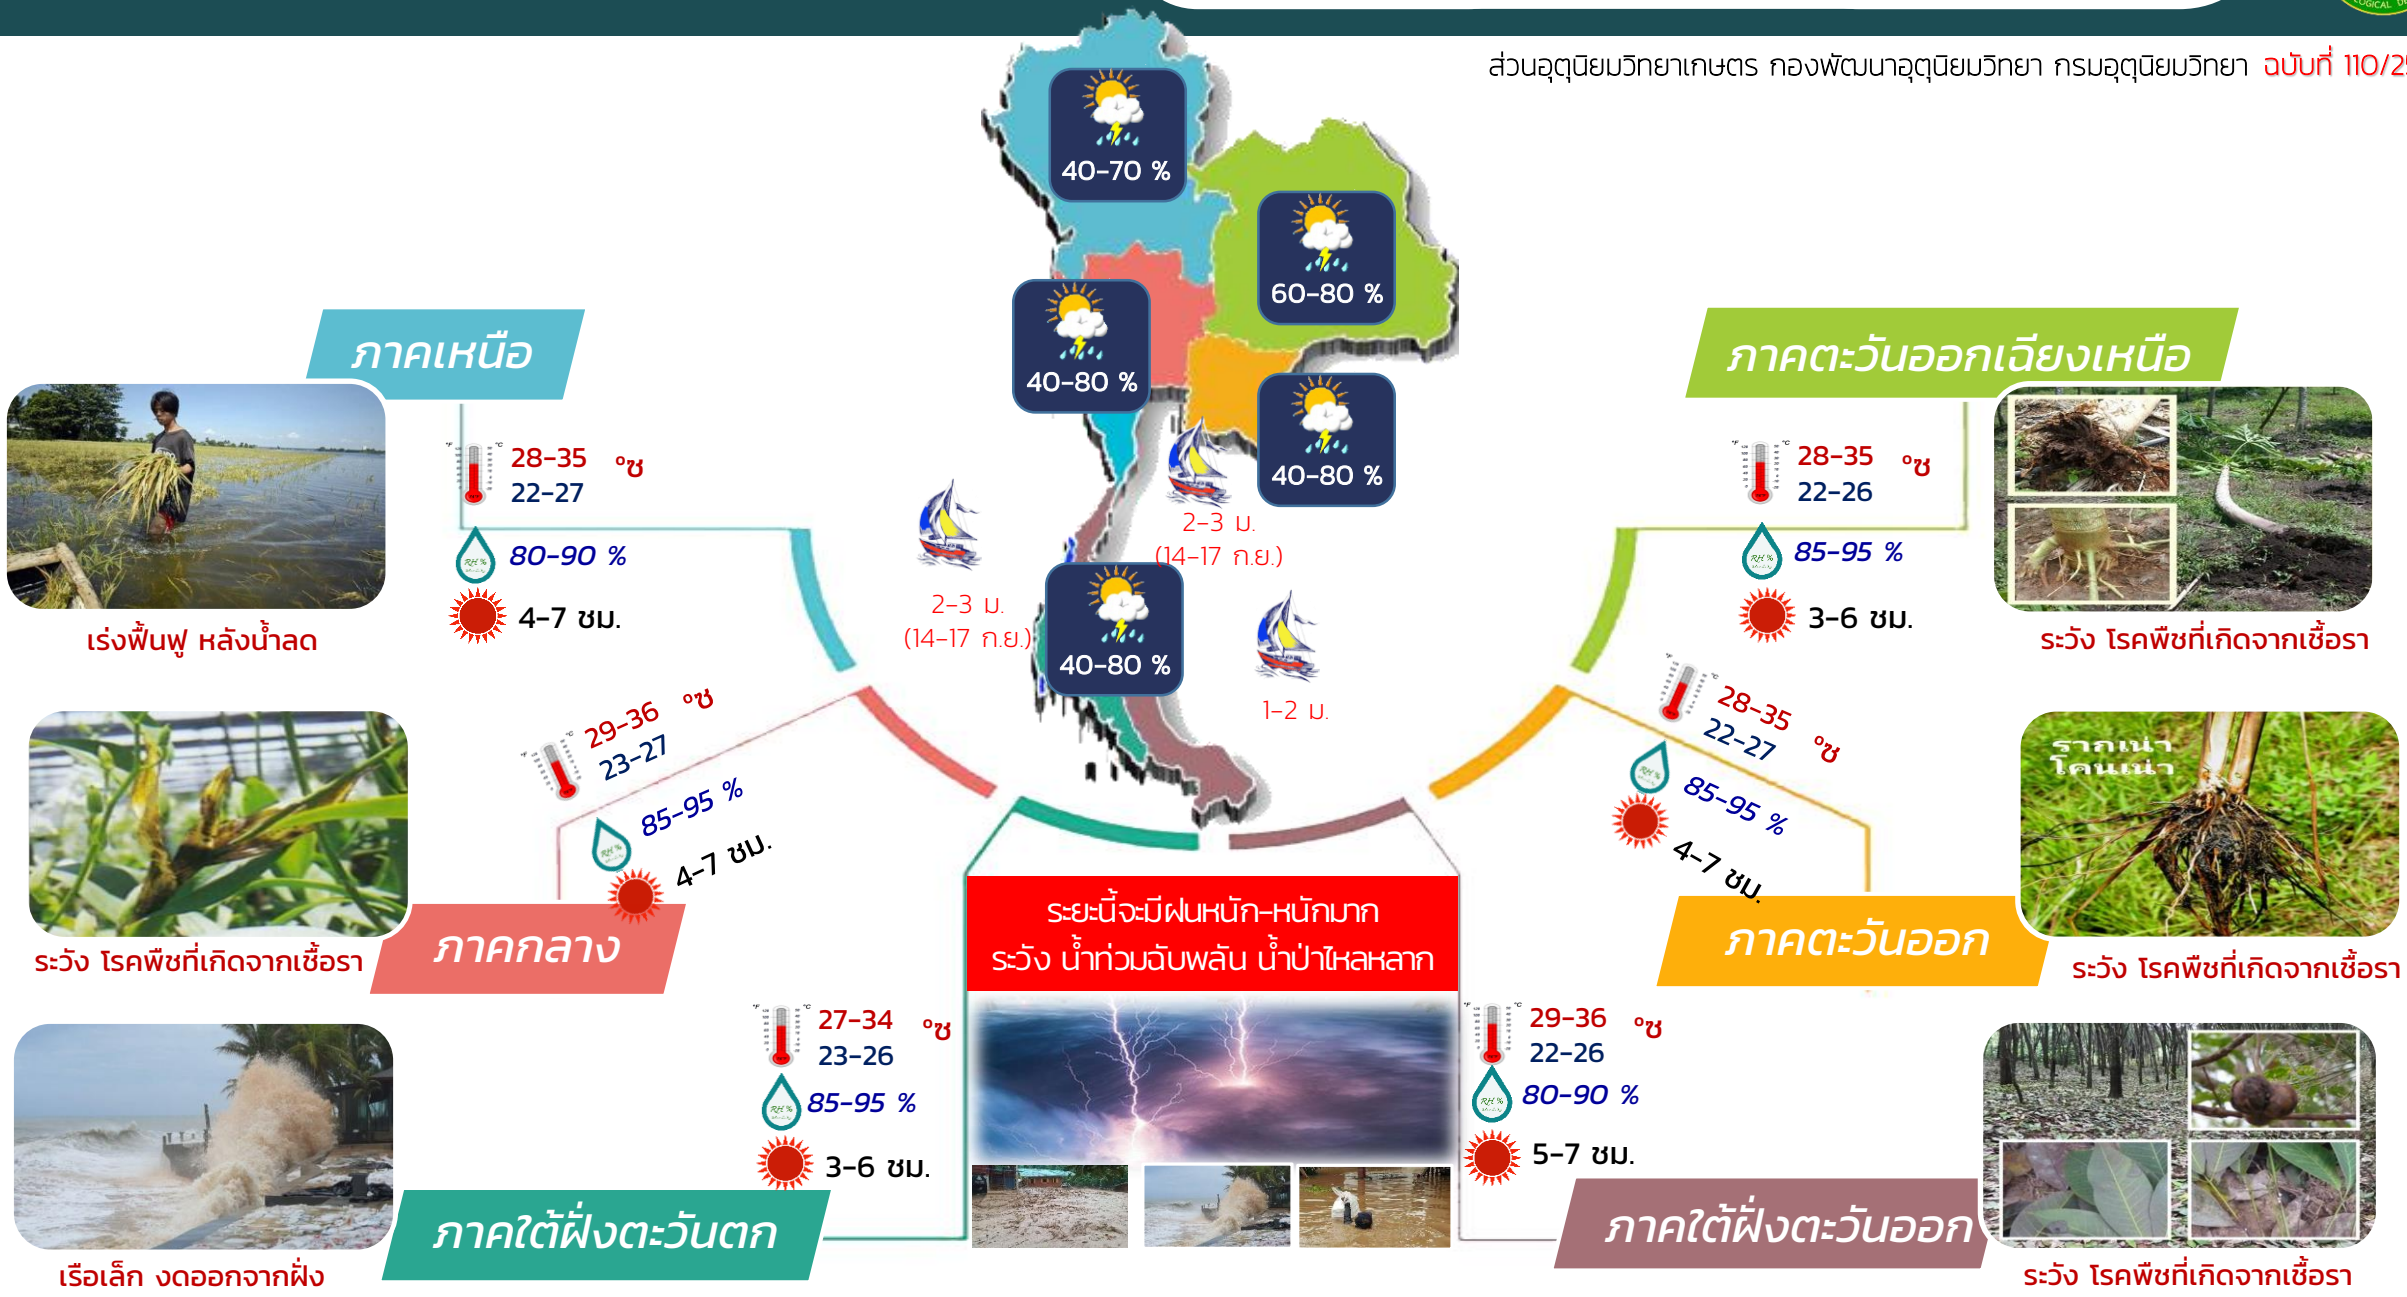 ส่วนอุตุนิยมวิทยาเกษตร กองพัฒนาอุตุนิยมวิทยา กรมอุตุนิยมวิทยา ฉบับที่ 110/2
40-70 %
60-80 %
40-80 %
40-80 %
2-3 ม.
(14-17 ก.ย.)
2-3 ม.
(14-17 ก.ย.)
40-80 %
1-2 ม.
ภาคเหนือ
28-35 °ซ
22-27
80-90 %
4-7 ชม.
เร่งฟื้นฟู หลังน้ำลด
ภาคตะวันออกเฉียงเหนือ
28-35 °ซ
22-26
85-95 %
3-6 ชม.
ระวัง โรคพืชที่เกิดจากเชื้อรา
29-36 °ซ
23-27
85-95 %
4-7 ชม.
ภาคกลาง
ระวัง โรคพืชที่เกิดจากเชื้อรา
28-35 °ซ
22-27
85-95 %
4-7 ชม.
รากเน่า
โคนเน่า
ภาคตะวันออก
ระวัง โรคพืชที่เกิดจากเชื้อรา
ระยะนี้จะมีฝนหนัก-หนักมาก
ระวัง น้ำท่วมฉับพลัน น้ำป่าไหลหลาก
27-34 °ซ
23-26
85-95 %
3-6 ชม.
ภาคใต้ฝั่งตะวันตก
เรือเล็ก งดออกจากฝั่ง
29-36 °ซ
22-26
80-90 %
5-7 ชม.
ภาคใต้ฝั่งตะวันออก
ระวัง โรคพืชที่เกิดจากเชื้อรา